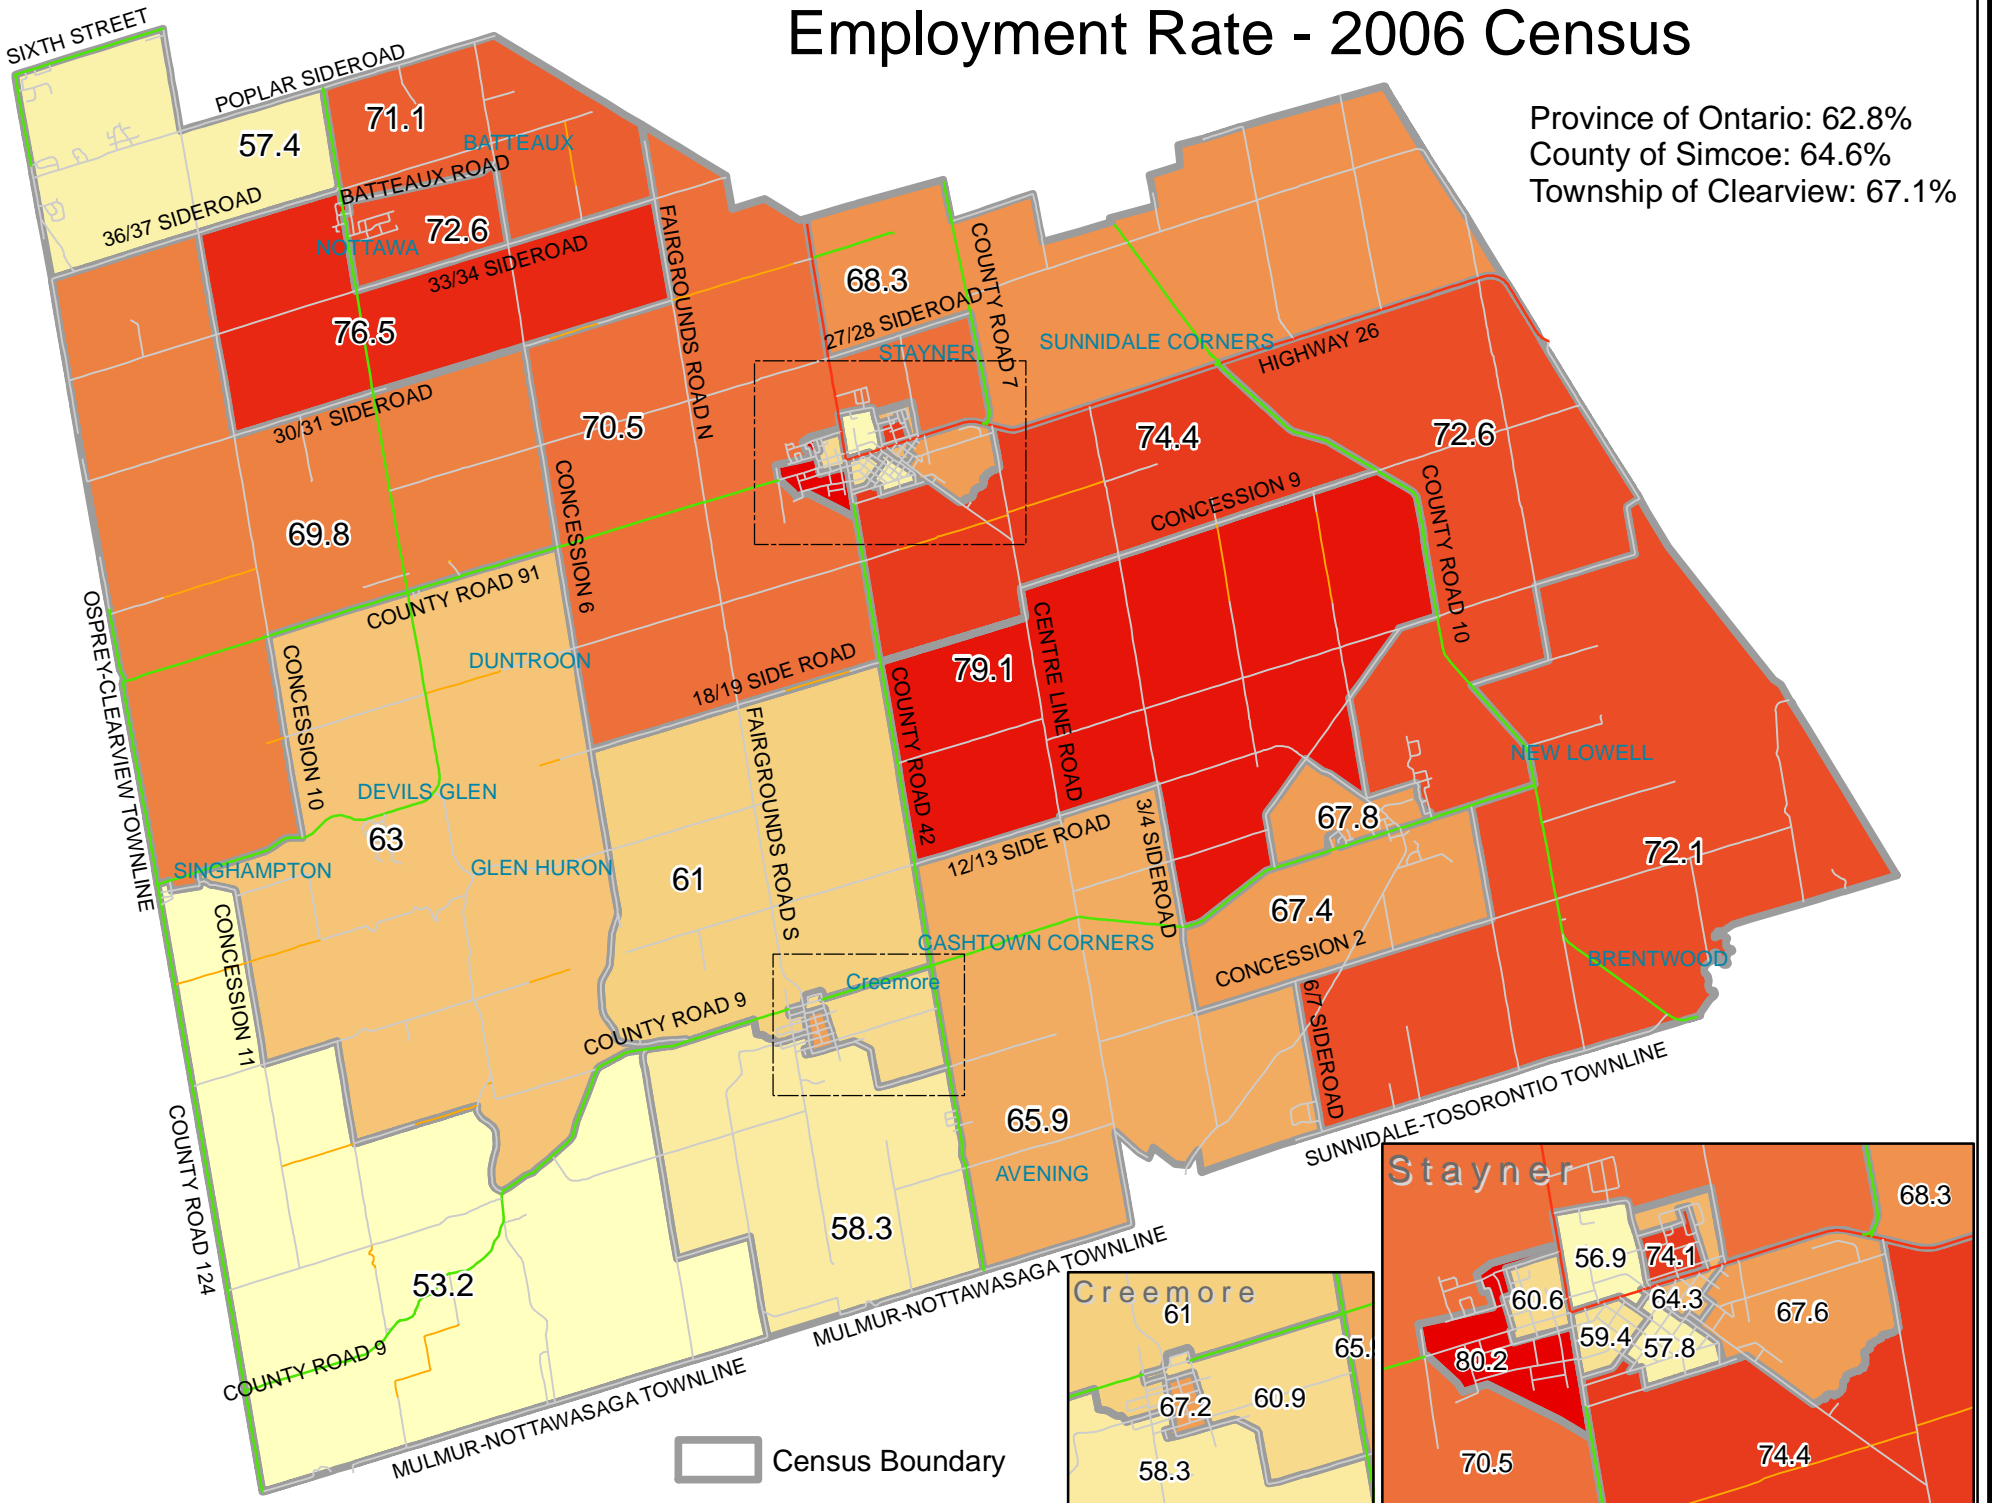 Employment Rate - 2006 Census
Province of Ontario: 62.8%
County of Simcoe: 64.6%
Township of Clearview: 67.1%
SIXTH STREET
POPLAR SIDEROAD
57.4
71.1
BATTEAUX
BATTEAUX ROAD
36/37 SIDEROAD
NOTTAWA
72.6
33/34 SIDEROAD
FAIRGROUNDS ROAD N
68.3
COUNTY ROAD 7
27/28 SIDEROAD
STAYNER
SUNNIDALE CORNERS
HIGHWAY 26
76.5
30/31 SIDEROAD
70.5
74.4
72.6
CONCESSION 6
CONCESSION 9
COUNTY ROAD 10
69.8
COUNTY ROAD 91
OSPREY-CLEARVIEW TOWNLINE
CONCESSION 10
DUNTROON
18/19 SIDE ROAD
79.1
COUNTY ROAD 42
CENTRE LINE ROAD
FAIRGROUNDS ROAD S
NEW LOWELL
DEVILS GLEN
63
67.8
3/4 SIDEROAD
12/13 SIDE ROAD
72.1
SINGHAMPTON
GLEN HURON
61
67.4
CONCESSION 11
CASHTOWN CORNERS
CONCESSION 2
BRENTWOOD
Creemore
6/7 SIDEROAD
COUNTY ROAD 9
SUNNIDALE-TOSORONTIO TOWNLINE
65.9
AVENING
COUNTY ROAD 124
58.3
53.2
MULMUR-NOTTAWASAGA TOWNLINE
COUNTY ROAD 9
MULMUR-NOTTAWASAGA TOWNLINE
Census Boundary
Creemore
61
65.
67.2
60.9
58.3
Stayner
68.3
56.9
74.1
60.6
64.3
67.6
59.4
57.8
80.2
70.5
74.4